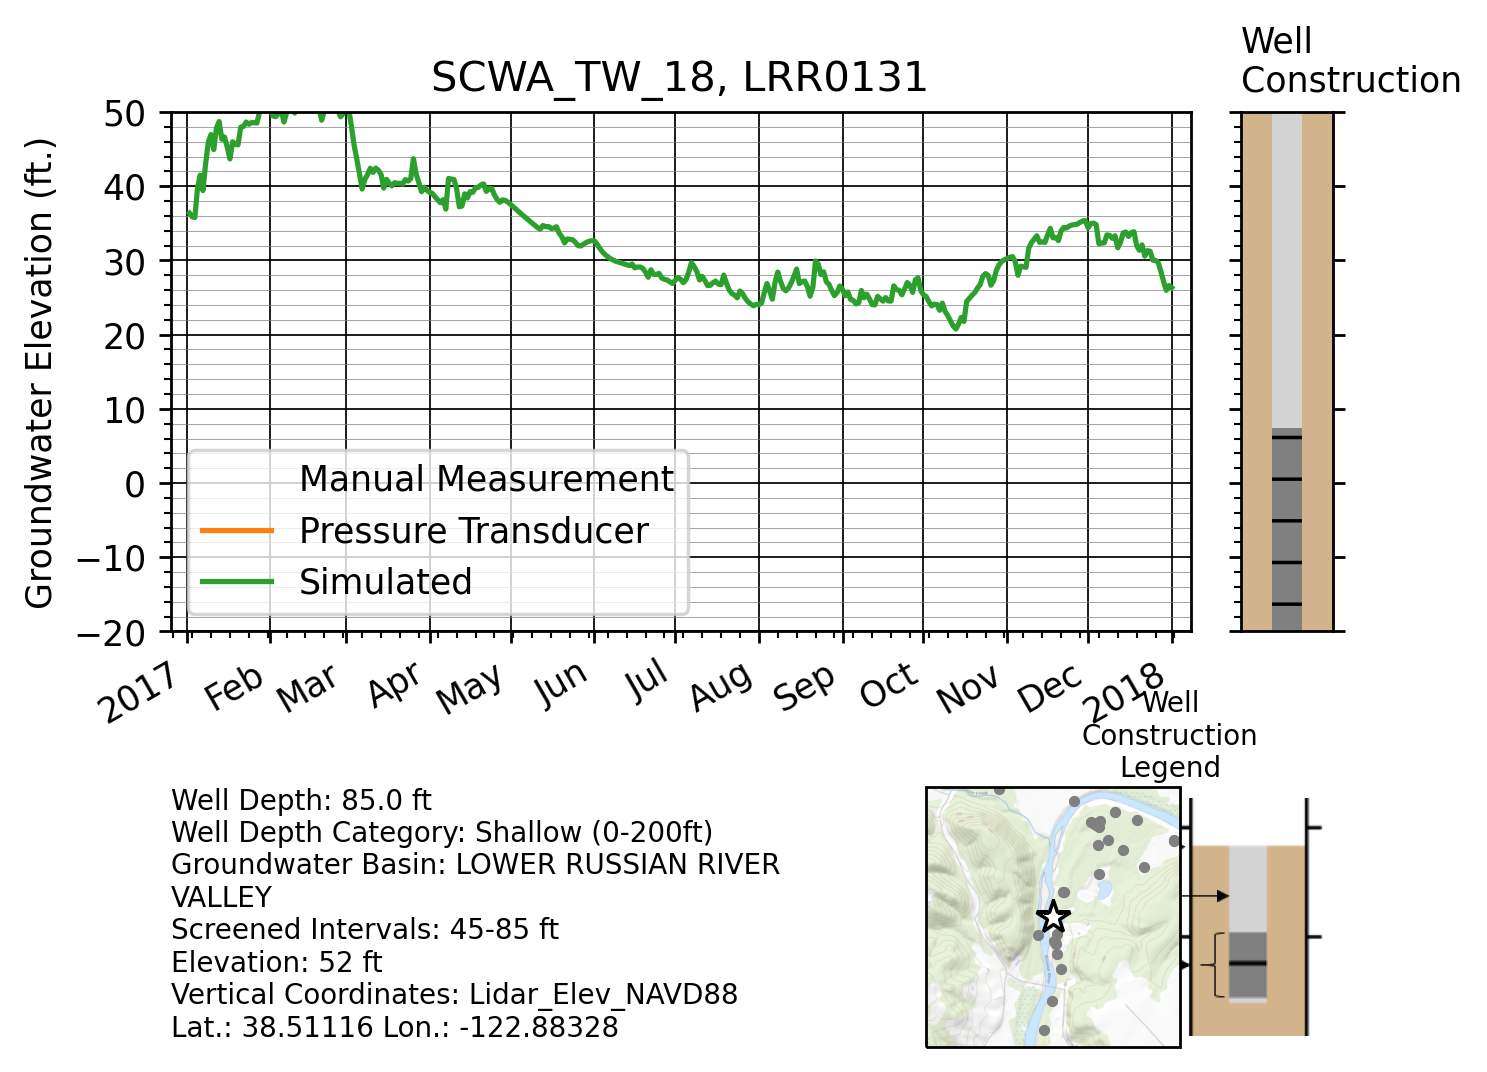 Well
Construction
SCWA_TW_18, LRR0131
Groundwater Elevation (ft.)
50
40
30
20
10
0
−10
−20
Manual Measurement
Pressure Transducer
Simulated
2017
Feb
Mar
Apr
May
Jun
Jul
Aug
Sep
Oct
Nov
Dec
2018
Well
Construction
Legend
Well Depth: 85.0 ft
Well Depth Category: Shallow (0-200ft)
Groundwater Basin: LOWER RUSSIAN RIVER
VALLEY
Screened Intervals: 45-85 ft
Elevation: 52 ft
Vertical Coordinates: Lidar_Elev_NAVD88
Lat.: 38.51116 Lon.: -122.88328